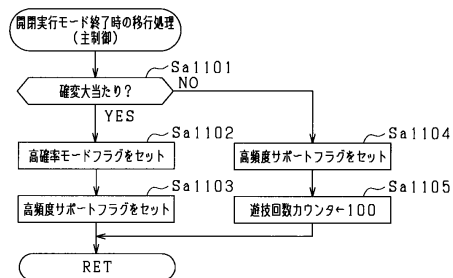 開閉実行モード終了時の移行処理
(主制御)
Sa1101
確変大当たり?
NO
YES
Sa1102
高確率モードフラグをセット
Sa1104
高頻度サポートフラグをセット
Sa1103
高頻度サポートフラグをセット
Sa1105
遊技回数カウンタ←100
RET